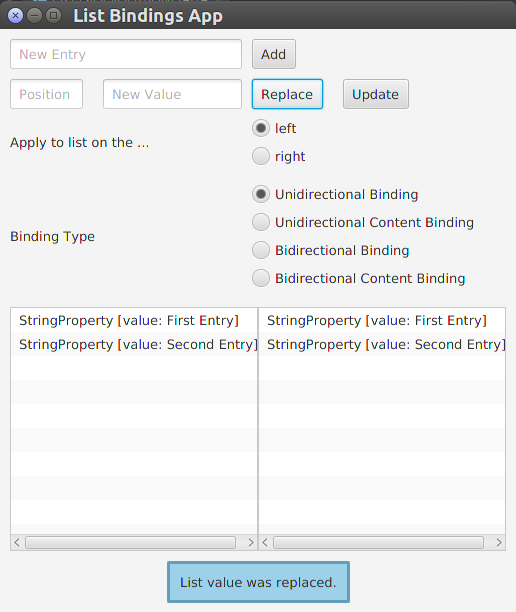 List Bindings App
New Entry Add
Position New Value Replace Update
Apply to list on the ... left
right
Unidirectional Binding
Unidirectional Content Binding
Binding Type
Bidirectional Binding
Bidirectional Content Binding
StringProperty [value: First Entry] StringProperty [value: First Entry]
StringProperty [value: Second Entry] StringProperty [value: Second Entry]
List value was replaced.